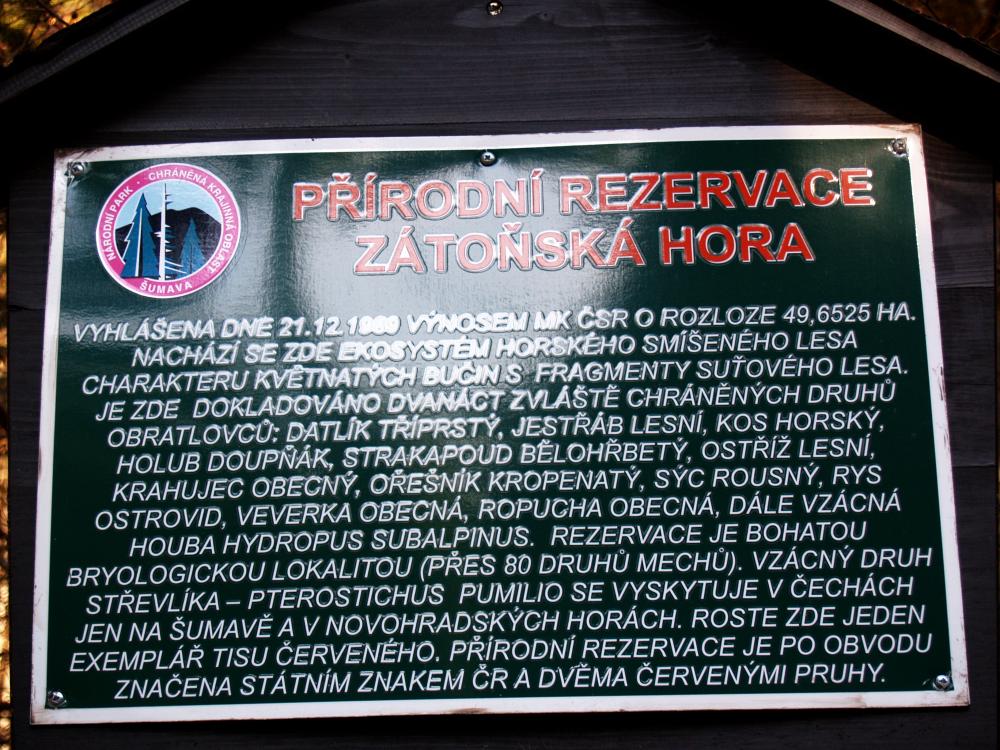 NÁRODNÍ PARK · CHRÁNĚNÁ KRAJINNÁ OBLAST
ŠUMAVA
PŘÍRODNÍ REZERVACE
ZÁTOŇSKÁ HORA
VYHLÁŠENA DNE 21.12.1989 VÝNOSEM MK ČSR O ROZLOZE 49,6525 HA.
NACHÁZÍ SE ZDE EKOSYSTÉM HORSKÉHO SMÍŠENÉHO LESA
CHARAKTERU KVĚTNATÝCH BUČIN S FRAGMENTY SUŤOVÉHO LESA.
JE ZDE DOKLADOVÁNO DVANÁCT ZVLÁŠTĚ CHRÁNĚNÝCH DRUHŮ
OBRATLOVCŮ: DATLÍK TŘÍPRSTÝ, JESTŘÁB LESNÍ, KOS HORSKÝ,
HOLUB DOUPŇÁK, STRAKAPOUD BĚLOHŘBETÝ, OSTŘÍŽ LESNÍ,
KRAHUJEC OBECNÝ, OŘEŠNÍK KROPENATÝ, SÝC ROUSNÝ, RYS
OSTROVID, VEVERKA OBECNÁ, ROPUCHA OBECNÁ, DÁLE VZÁCNÁ
HOUBA HYDROPUS SUBALPINUS. REZERVACE JE BOHATOU
BRYOLOGICKOU LOKALITOU (PŘES 80 DRUHŮ MECHŮ). VZÁCNÝ DRUH
STŘEVLÍKA – PTEROSTICHUS PUMILIO SE VYSKYTUJE V ČECHÁCH
JEN NA ŠUMAVĚ A V NOVOHRADSKÝCH HORÁCH. ROSTE ZDE JEDEN
EXEMPLÁŘ TISU ČERVENÉHO. PŘÍRODNÍ REZERVACE JE PO OBVODU
ZNAČENA STÁTNÍM ZNAKEM ČR A DVĚMA ČERVENÝMI PRUHY.